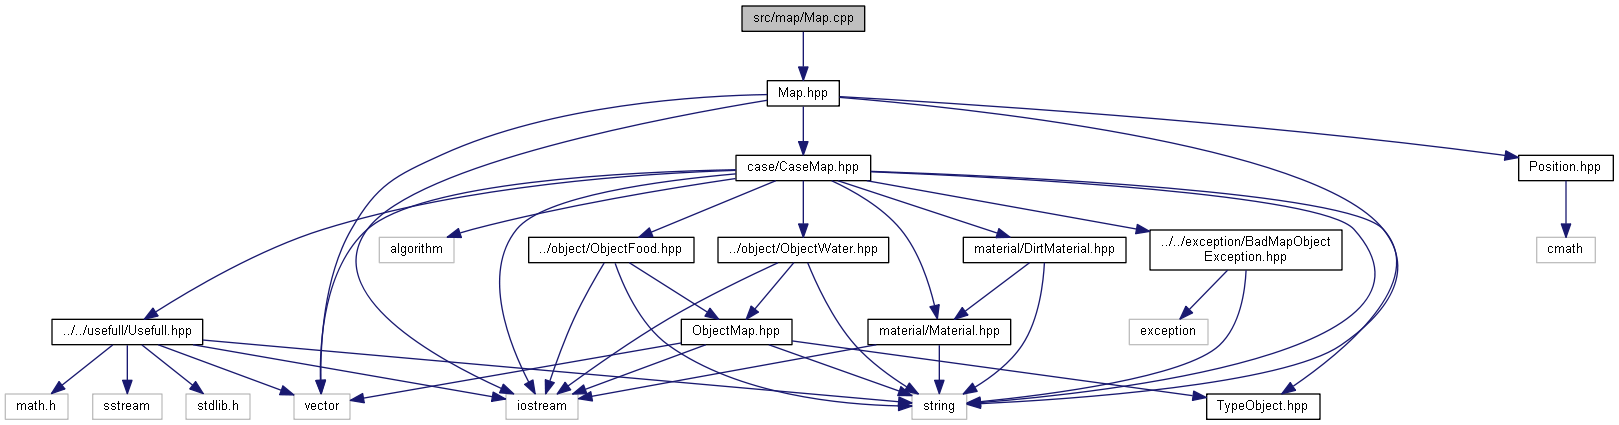 src/map/Map.cpp
Map.hpp
case/CaseMap.hpp
Position.hpp
algorithm
../object/ObjectFood.hpp
../object/ObjectWater.hpp
material/DirtMaterial.hpp
../../exception/BadMapObject
Exception.hpp
cmath
../../usefull/Usefull.hpp
ObjectMap.hpp
material/Material.hpp
exception
math.h
sstream
stdlib.h
vector
iostream
string
TypeObject.hpp